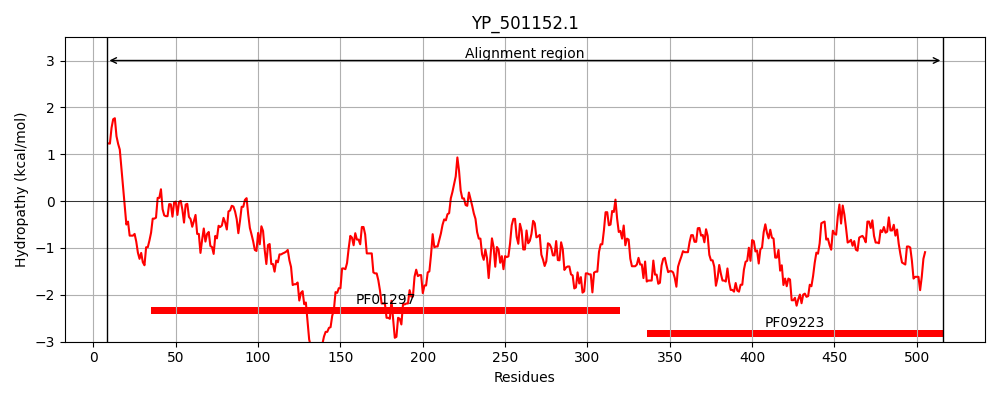 YP_501152.1
Alignment region
Hydropathy (kcal/mol)
3
2
1
0
−1
−2
−3
PF01297
PF09223
0 50 100 150 200 250 300 350 400 450 500
Residues